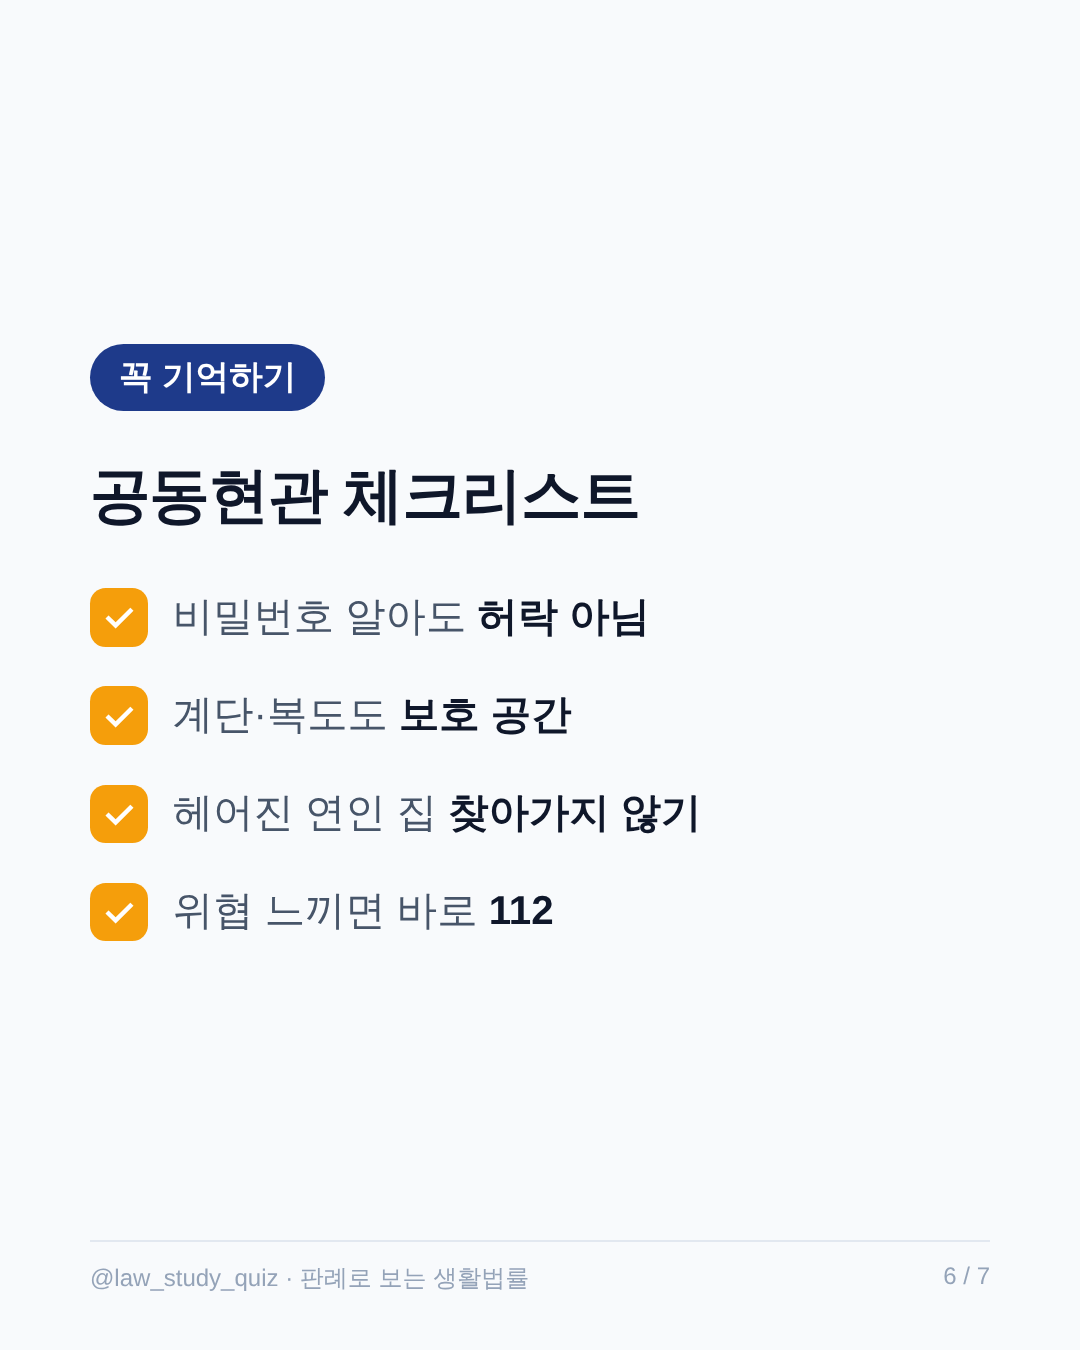 꼭 기억하기
공동현관 체크리스트
비밀번호 알아도 허락 아님
계단·복도도 보호 공간
헤어진 연인 집 찾아가지 않기
위협 느끼면 바로 112
@law_study_quiz · 판례로 보는 생활법률
6 / 7